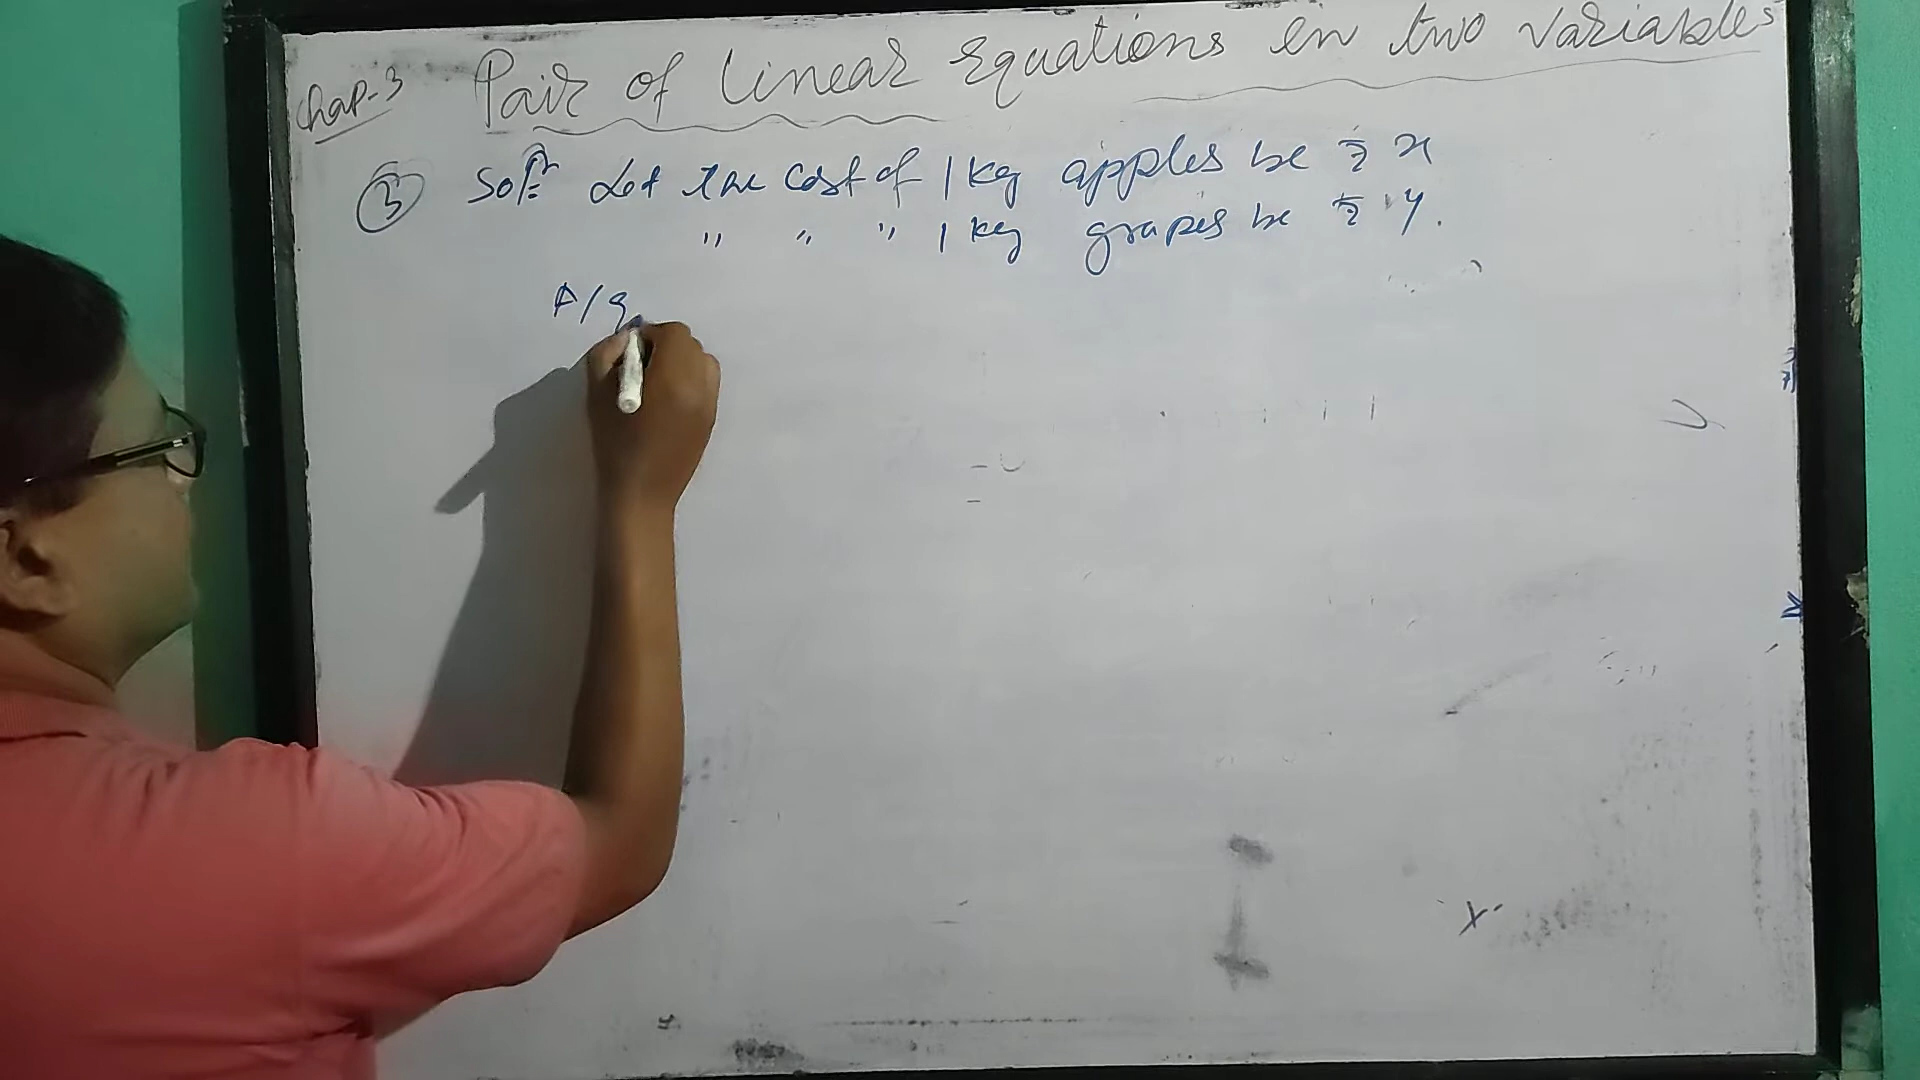 Chap-3 Pair of Linear Equations in two variables
③ Solⁿ: Let the cost of 1 kg apples be ₹ x
" " " 1 kg grapes be ₹ y.
A/q